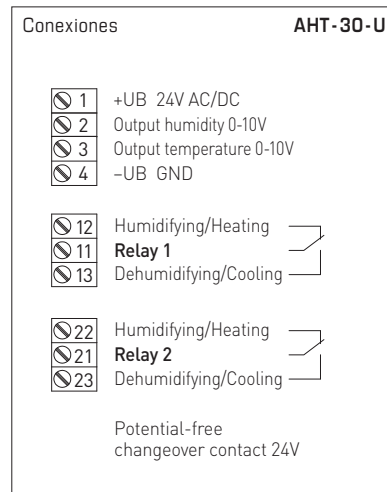 Conexiones AHT-30-U
1 +UB 24V AC/DC
2 Output humidity 0-10V
3 Output temperature 0-10V
4 –UB GND
12 Humidifying/Heating
11 Relay 1
13 Dehumidifying/Cooling
22 Humidifying/Heating
21 Relay 2
23 Dehumidifying/Cooling
Potential-free
changeover contact 24V